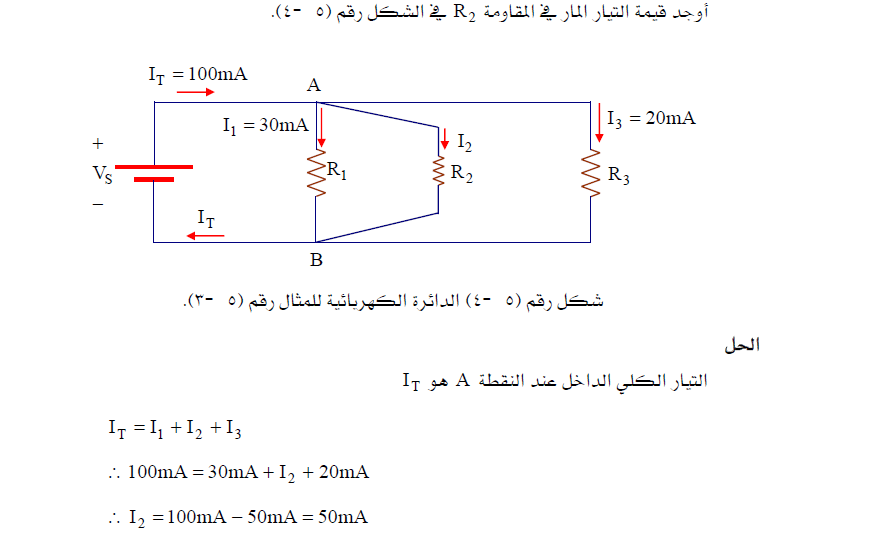 أوجد قيمة التيار المار في المقاومة R2 في الشكل رقم (٥ -٤).
IT = 100mA
A
I1 = 30mA
I3 = 20mA
+
I2
VS
R1
R2
R3
–
IT
B
شكل رقم (٥ -٤) الدائرة الكهربائية للمثال رقم (٥ -٣).
الحل
التيار الكلي الداخل عند النقطة A هو IT
IT = I1 + I2 + I3
∴ 100mA = 30mA + I2 + 20mA
∴ I2 = 100mA − 50mA = 50mA